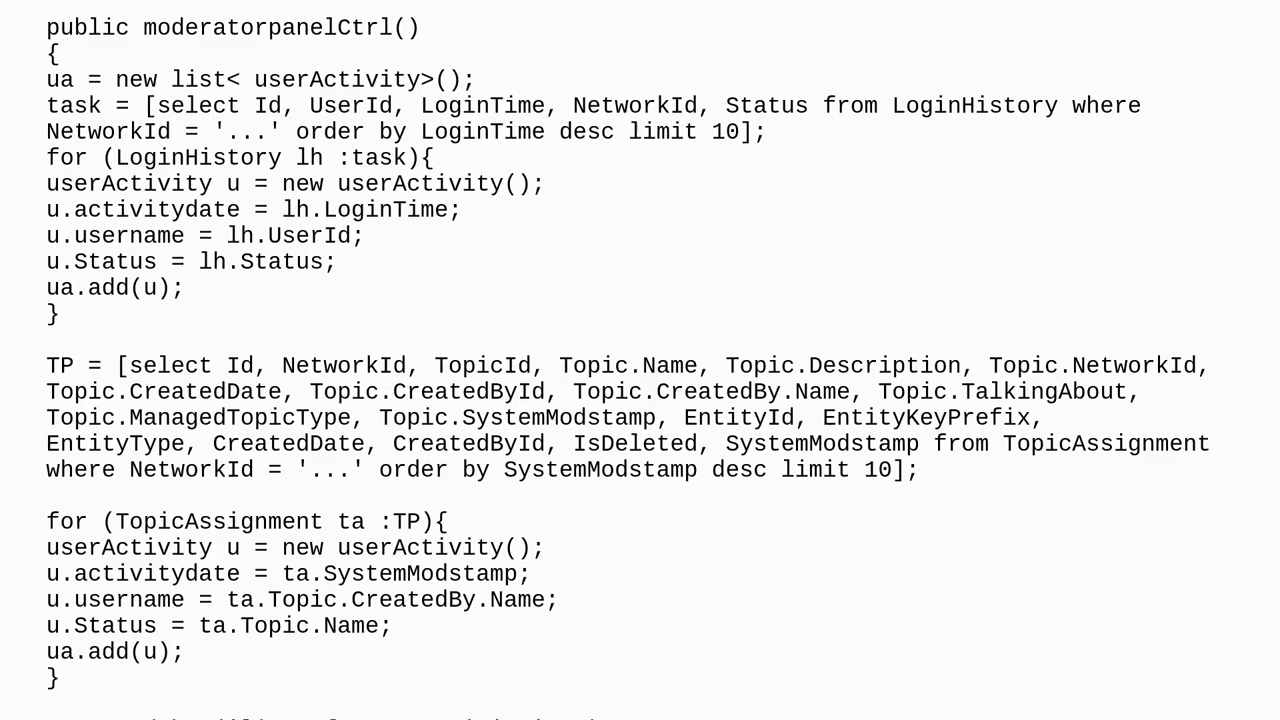 public moderatorpanelCtrl()
{
ua = new list< userActivity>();
task = [select Id, UserId, LoginTime, NetworkId, Status from LoginHistory where
NetworkId = '...' order by LoginTime desc limit 10];
for (LoginHistory lh :task){
userActivity u = new userActivity();
u.activitydate = lh.LoginTime;
u.username = lh.UserId;
u.Status = lh.Status;
ua.add(u);
}
TP = [select Id, NetworkId, TopicId, Topic.Name, Topic.Description, Topic.NetworkId,
Topic.CreatedDate, Topic.CreatedById, Topic.CreatedBy.Name, Topic.TalkingAbout,
Topic.ManagedTopicType, Topic.SystemModstamp, EntityId, EntityKeyPrefix,
EntityType, CreatedDate, CreatedById, IsDeleted, SystemModstamp from TopicAssignment
where NetworkId = '...' order by SystemModstamp desc limit 10];
for (TopicAssignment ta :TP){
userActivity u = new userActivity();
u.activitydate = ta.SystemModstamp;
u.username = ta.Topic.CreatedBy.Name;
u.Status = ta.Topic.Name;
ua.add(u);
}